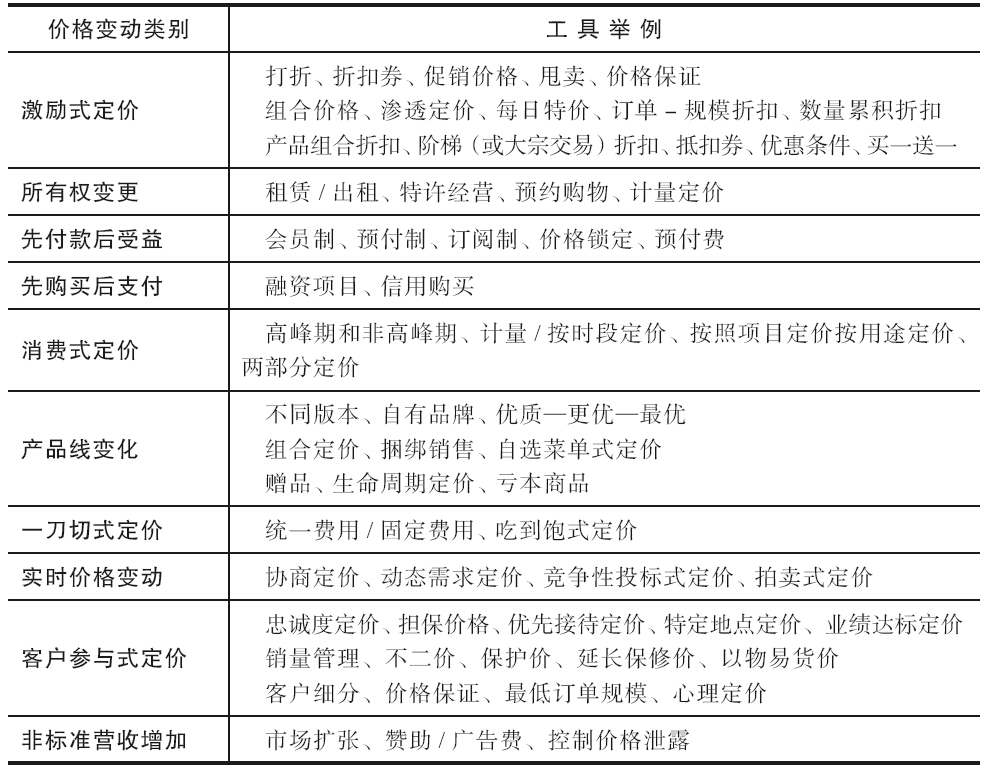 价格变动类别 工具举例
激励式定价
打折、折扣券、促销价格、甩卖、价格保证
组合价格、渗透定价、每日特价、订单－规模折扣、数量累积折扣
产品组合折扣、阶梯（或大宗交易）折扣、抵扣券、优惠条件、买一送一
所有权变更 租赁/出租、特许经营、预约购物、计量定价
先付款后受益 会员制、预付制、订阅制、价格锁定、预付费
先购买后支付 融资项目、信用购买
消费式定价
高峰期和非高峰期、计量/按时段定价、按照项目定价按用途定价、
两部分定价
产品线变化
不同版本、自有品牌、优质—更优—最优
组合定价、捆绑销售、自选菜单式定价
赠品、生命周期定价、亏本商品
一刀切式定价 统一费用/固定费用、吃到饱式定价
实时价格变动 协商定价、动态需求定价、竞争性投标式定价、拍卖式定价
客户参与式定价
忠诚度定价、担保价格、优先接待定价、特定地点定价、业绩达标定价
销量管理、不二价、保护价、延长保修价、以物易货价
客户细分、价格保证、最低订单规模、心理定价
非标准营收增加 市场扩张、赞助/广告费、控制价格泄露